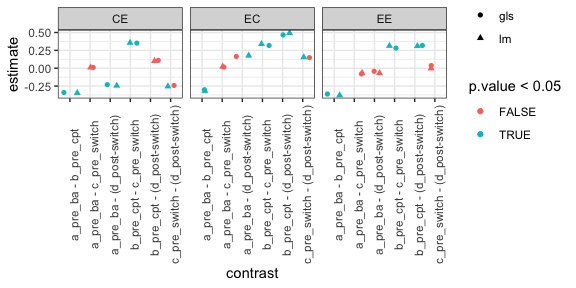 CE
EC
EE
estimate
0.50
0.25
0.00
-0.25
a_pre_ba - b_pre_cpt
a_pre_ba - c_pre_switch
a_pre_ba - (d_post-switch)
b_pre_cpt - c_pre_switch
b_pre_cpt - (d_post-switch)
c_pre_switch - (d_post-switch)
a_pre_ba - b_pre_cpt
a_pre_ba - c_pre_switch
a_pre_ba - (d_post-switch)
b_pre_cpt - c_pre_switch
b_pre_cpt - (d_post-switch)
c_pre_switch - (d_post-switch)
a_pre_ba - b_pre_cpt
a_pre_ba - c_pre_switch
a_pre_ba - (d_post-switch)
b_pre_cpt - c_pre_switch
b_pre_cpt - (d_post-switch)
c_pre_switch - (d_post-switch)
contrast
gls
lm
p.value < 0.05
FALSE
TRUE